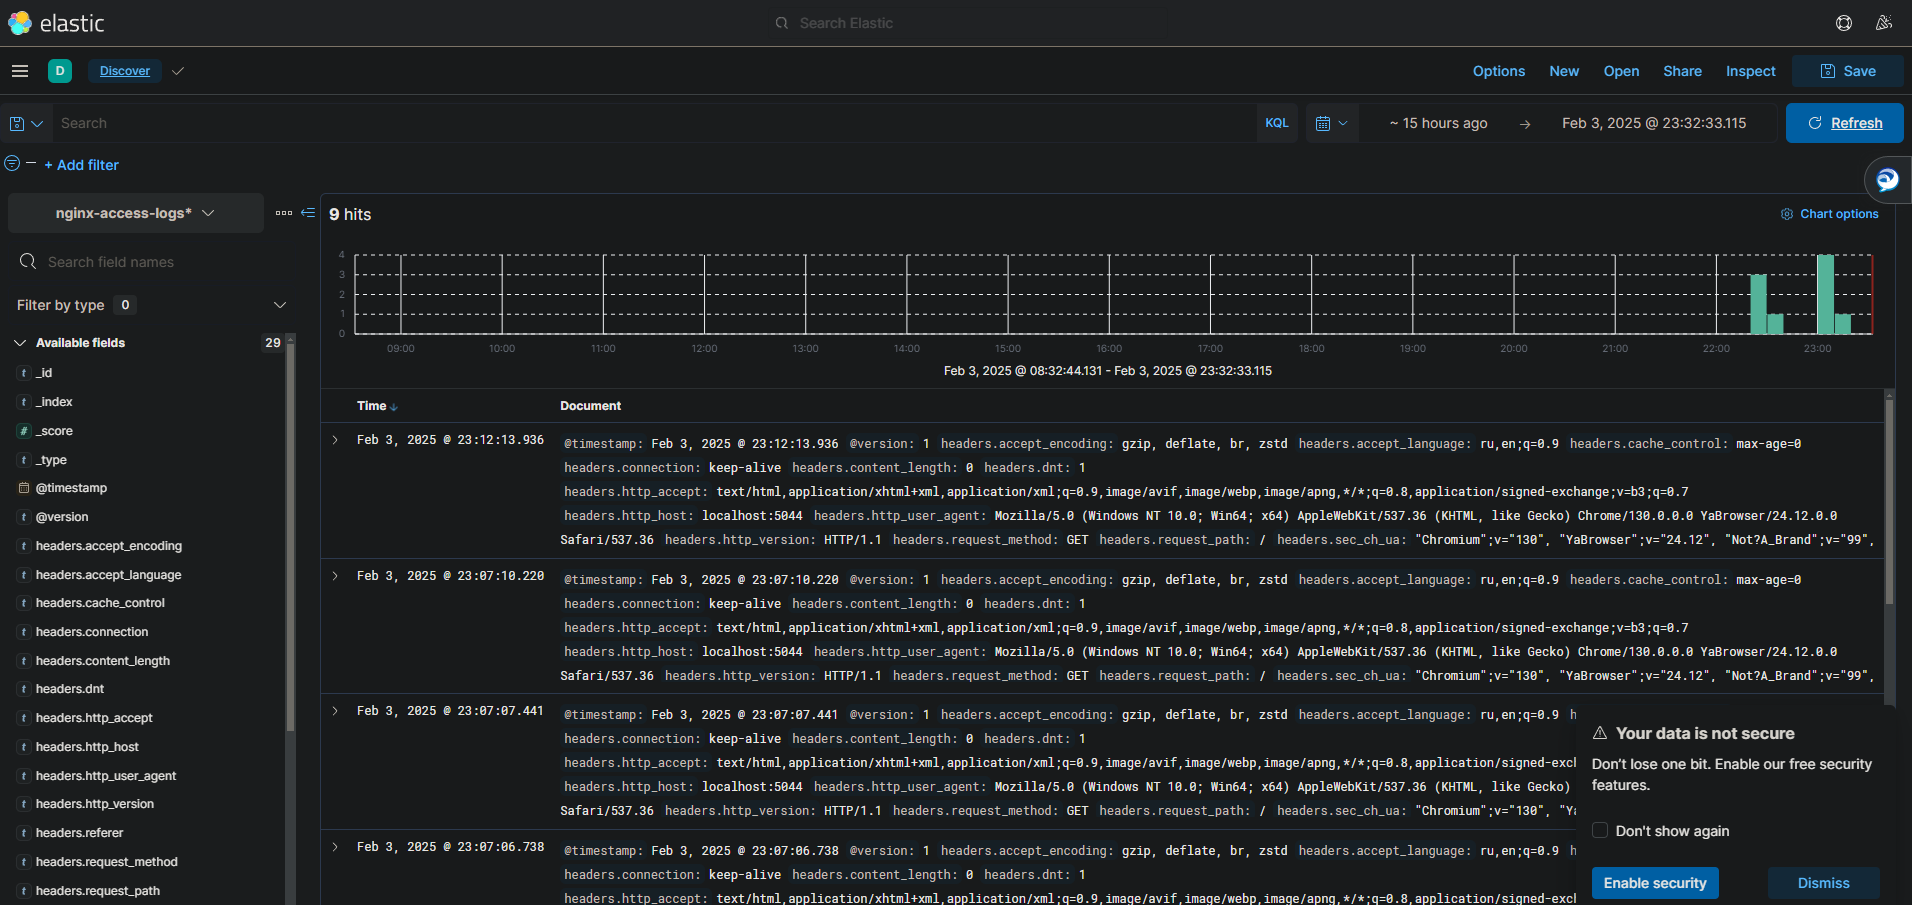 elastic
Search Elastic
D Discover Options New Open Share Inspect Save
Search KQL ~ 15 hours ago → Feb 3, 2025 @ 23:32:33.115 Refresh
+ Add filter
nginx-access-logs*
Search field names
Filter by type 0
Available fields 29
t _id
t _index
# _score
t _type
@timestamp
t @version
t headers.accept_encoding
t headers.accept_language
t headers.cache_control
t headers.connection
t headers.content_length
t headers.dnt
t headers.http_accept
t headers.http_host
t headers.http_user_agent
t headers.http_version
t headers.referer
t headers.request_method
t headers.request_path
9 hits
Chart options
4
3
2
1
0
09:00 10:00 11:00 12:00 13:00 14:00 15:00 16:00 17:00 18:00 19:00 20:00 21:00 22:00 23:00
Feb 3, 2025 @ 08:32:44.131 - Feb 3, 2025 @ 23:32:33.115
Time Document
Feb 3, 2025 @ 23:12:13.936 @timestamp: Feb 3, 2025 @ 23:12:13.936 @version: 1 headers.accept_encoding: gzip, deflate, br, zstd headers.accept_language: ru,en;q=0.9 headers.cache_control: max-age=0
headers.connection: keep-alive headers.content_length: 0 headers.dnt: 1
headers.http_accept: text/html,application/xhtml+xml,application/xml;q=0.9,image/avif,image/webp,image/apng,*/*;q=0.8,application/signed-exchange;v=b3;q=0.7
headers.http_host: localhost:5044 headers.http_user_agent: Mozilla/5.0 (Windows NT 10.0; Win64; x64) AppleWebKit/537.36 (KHTML, like Gecko) Chrome/130.0.0.0 YaBrowser/24.12.0.0
Safari/537.36 headers.http_version: HTTP/1.1 headers.request_method: GET headers.request_path: / headers.sec_ch_ua: "Chromium";v="130", "YaBrowser";v="24.12", "Not?A_Brand";v="99",
Feb 3, 2025 @ 23:07:10.220 @timestamp: Feb 3, 2025 @ 23:07:10.220 @version: 1 headers.accept_encoding: gzip, deflate, br, zstd headers.accept_language: ru,en;q=0.9 headers.cache_control: max-age=0
headers.connection: keep-alive headers.content_length: 0 headers.dnt: 1
headers.http_accept: text/html,application/xhtml+xml,application/xml;q=0.9,image/avif,image/webp,image/apng,*/*;q=0.8,application/signed-exchange;v=b3;q=0.7
headers.http_host: localhost:5044 headers.http_user_agent: Mozilla/5.0 (Windows NT 10.0; Win64; x64) AppleWebKit/537.36 (KHTML, like Gecko) Chrome/130.0.0.0 YaBrowser/24.12.0.0
Safari/537.36 headers.http_version: HTTP/1.1 headers.request_method: GET headers.request_path: / headers.sec_ch_ua: "Chromium";v="130", "YaBrowser";v="24.12", "Not?A_Brand";v="99",
Feb 3, 2025 @ 23:07:07.441 @timestamp: Feb 3, 2025 @ 23:07:07.441 @version: 1 headers.accept_encoding: gzip, deflate, br, zstd headers.accept_language: ru,en;q=0.9 h
headers.connection: keep-alive headers.content_length: 0 headers.dnt: 1
headers.http_accept: text/html,application/xhtml+xml,application/xml;q=0.9,image/avif,image/webp,image/apng,*/*;q=0.8,application/signed-exc
headers.http_host: localhost:5044 headers.http_user_agent: Mozilla/5.0 (Windows NT 10.0; Win64; x64) AppleWebKit/537.36 (KHTML, like Gecko)
Safari/537.36 headers.http_version: HTTP/1.1 headers.request_method: GET headers.request_path: / headers.sec_ch_ua: "Chromium";v="130", "Ya
Feb 3, 2025 @ 23:07:06.738 @timestamp: Feb 3, 2025 @ 23:07:06.738 @version: 1 headers.accept_encoding: gzip, deflate, br, zstd headers.accept_language: ru,en;q=0.9 h
headers.connection: keep-alive headers.content_length: 0 headers.dnt: 1
headers.http_accept: text/html,application/xhtml+xml,application/xml;q=0.9,image/avif,image/webp,image/apng,*/*;q=0.8,application/signed-exc
Your data is not secure
Don't lose one bit. Enable our free security
features.
Don't show again
Enable security Dismiss